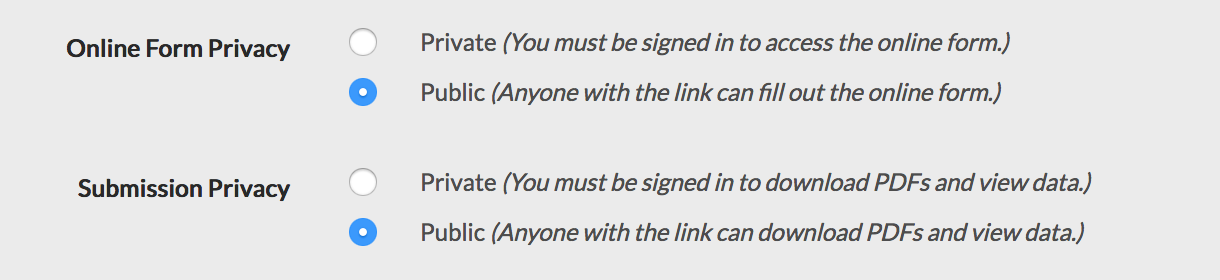 Online Form Privacy
Private (You must be signed in to access the online form.)
Public (Anyone with the link can fill out the online form.)
Submission Privacy
Private (You must be signed in to download PDFs and view data.)
Public (Anyone with the link can download PDFs and view data.)